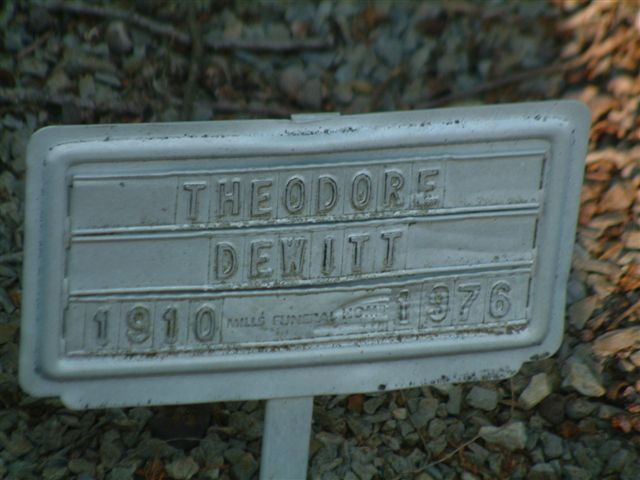 THEODORE
DEWITT
1910 MILLS FUNERAL HOME 1976